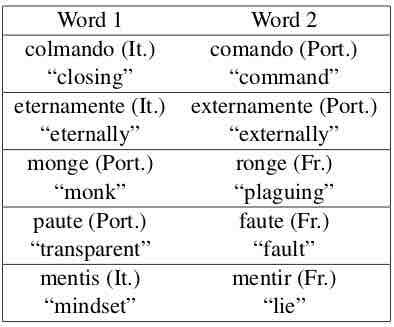 Word 1 Word 2
colmando (It.) comando (Port.)
“closing” “command”
eternamente (It.) externamente (Port.)
“eternally” “externally”
monge (Port.) ronge (Fr.)
“monk” “plaguing”
paute (Port.) faute (Fr.)
“transparent” “fault”
mentis (It.) mentir (Fr.)
“mindset” “lie”